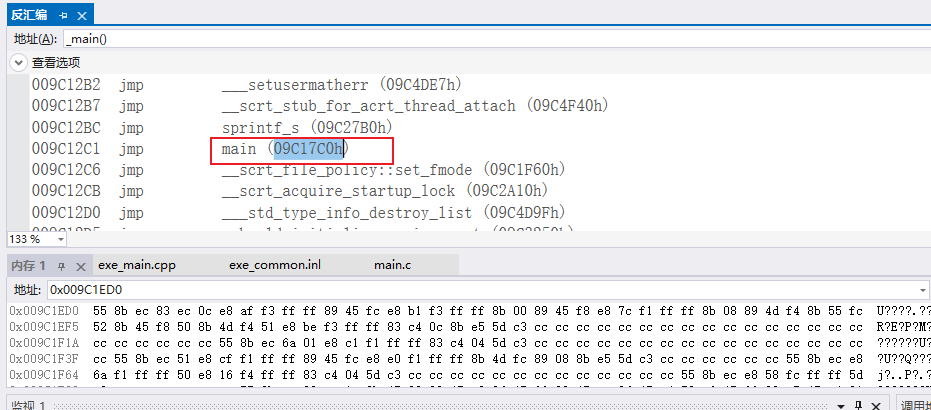 反汇编
地址(A): _main()
查看选项
009C12B2 jmp ___setusermatherr (09C4DE7h)
009C12B7 jmp __scrt_stub_for_acrt_thread_attach (09C4F40h)
009C12BC jmp sprintf_s (09C27B0h)
009C12C1 jmp main (09C17C0h)
009C12C6 jmp __scrt_file_policy::set_fmode (09C1F60h)
009C12CB jmp __scrt_acquire_startup_lock (09C2A10h)
009C12D0 jmp ___std_type_info_destroy_list (09C4D9Fh)
133 %
内存 1 exe_main.cpp exe_common.inl main.c
地址: 0x009C1ED0
0x009C1ED0 55 8b ec 83 ec 0c e8 af f3 ff ff 89 45 fc e8 b1 f3 ff ff 8b 00 89 45 f8 e8 7c f1 ff ff 8b 08 89 4d f4 8b 55 fc U????.??
0x009C1EF5 52 8b 45 f8 50 8b 4d f4 51 e8 be f3 ff ff 83 c4 0c 8b e5 5d c3 cc cc cc cc cc cc cc cc cc cc cc cc cc cc cc cc R?E?P?M?
0x009C1F1A cc cc cc cc cc cc 55 8b ec 6a 01 e8 c1 f1 ff ff 83 c4 04 5d c3 cc cc cc cc cc cc cc cc cc cc cc cc cc cc cc cc ??????U?
0x009C1F3F cc 55 8b ec 51 e8 cf f1 ff ff 89 45 fc e8 e0 f1 ff ff 8b 4d fc 89 08 8b e5 5d c3 cc cc cc cc cc cc 55 8b ec e8 ?U??Q???
0x009C1F64 6a f1 ff ff 50 e8 16 f4 ff ff 83 c4 04 5d c3 cc cc cc cc cc cc cc cc cc cc cc cc 55 8b ec e8 58 fc ff ff 5d j?..P?.?
监视 1